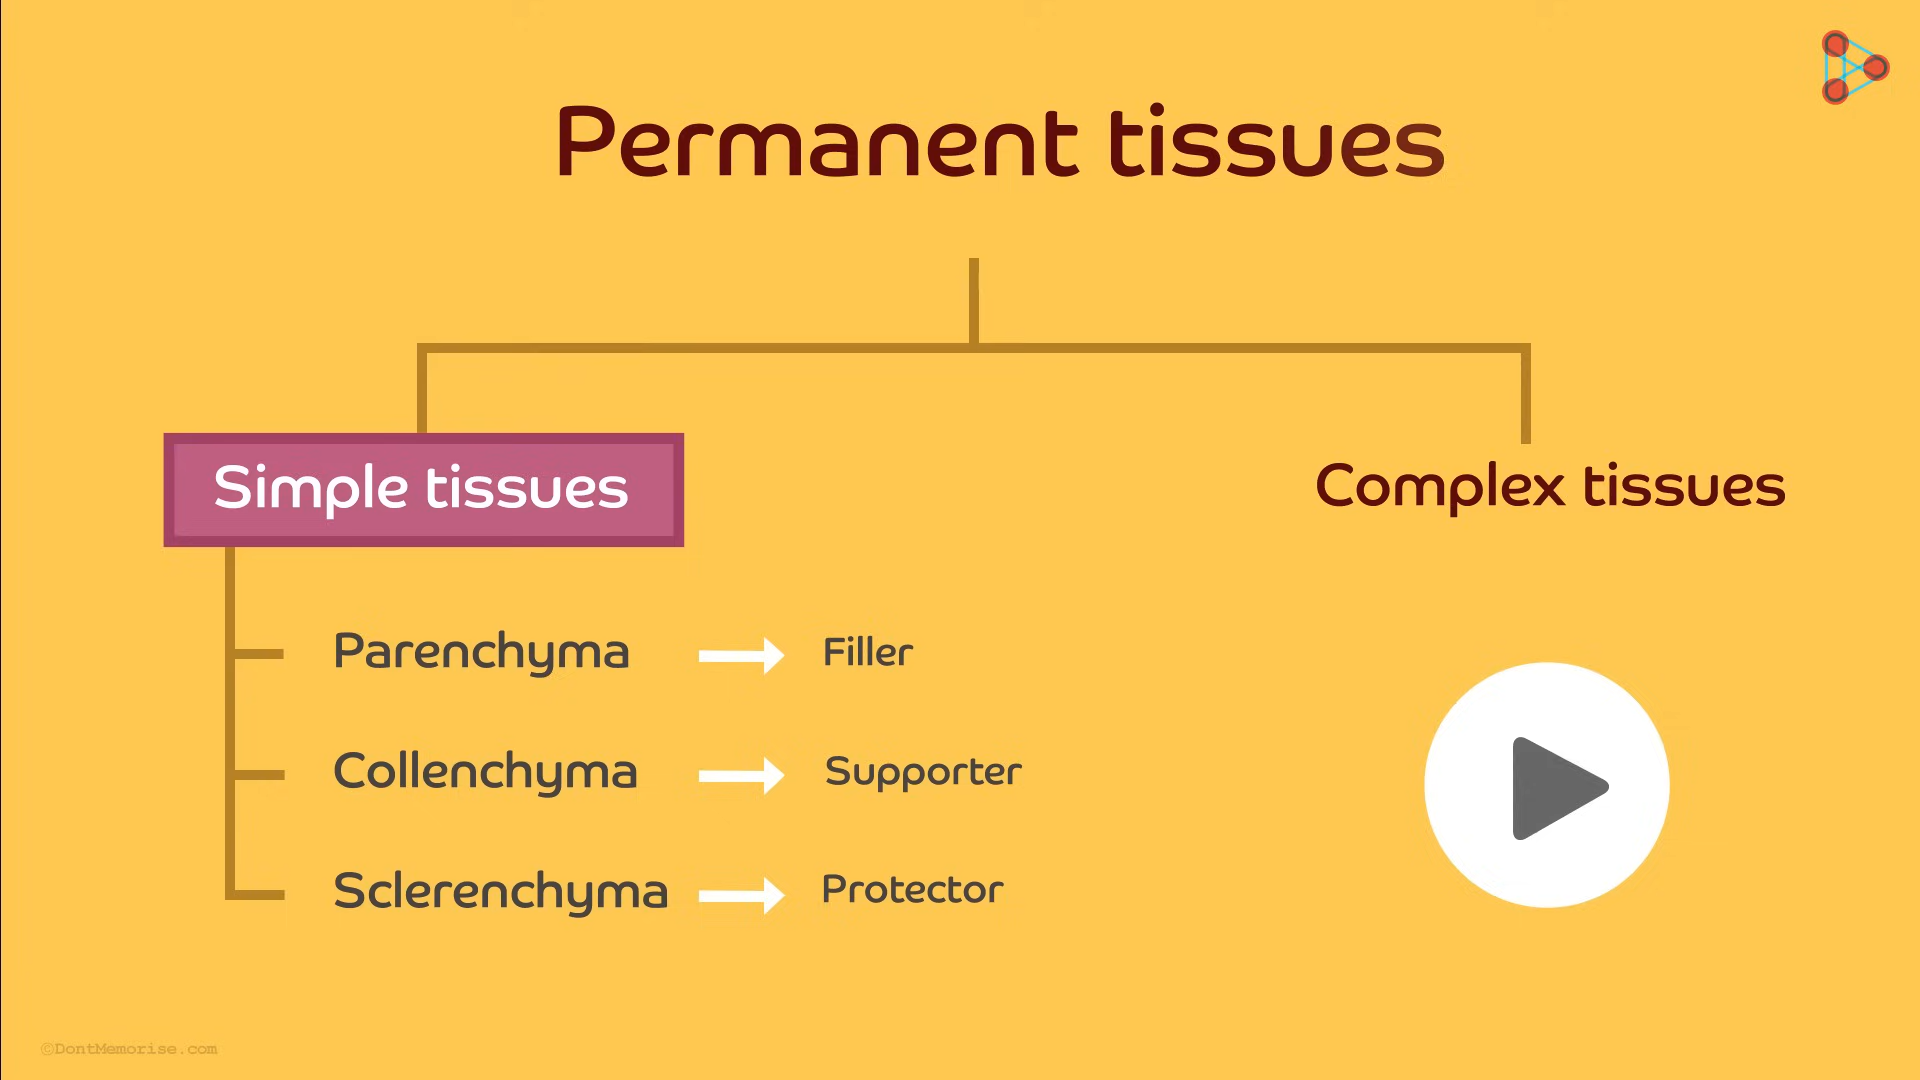 Permanent tissues
Simple tissues
Complex tissues
Parenchyma
Filler
Collenchyma
Supporter
Sclerenchyma
Protector
©DontMemorise.com